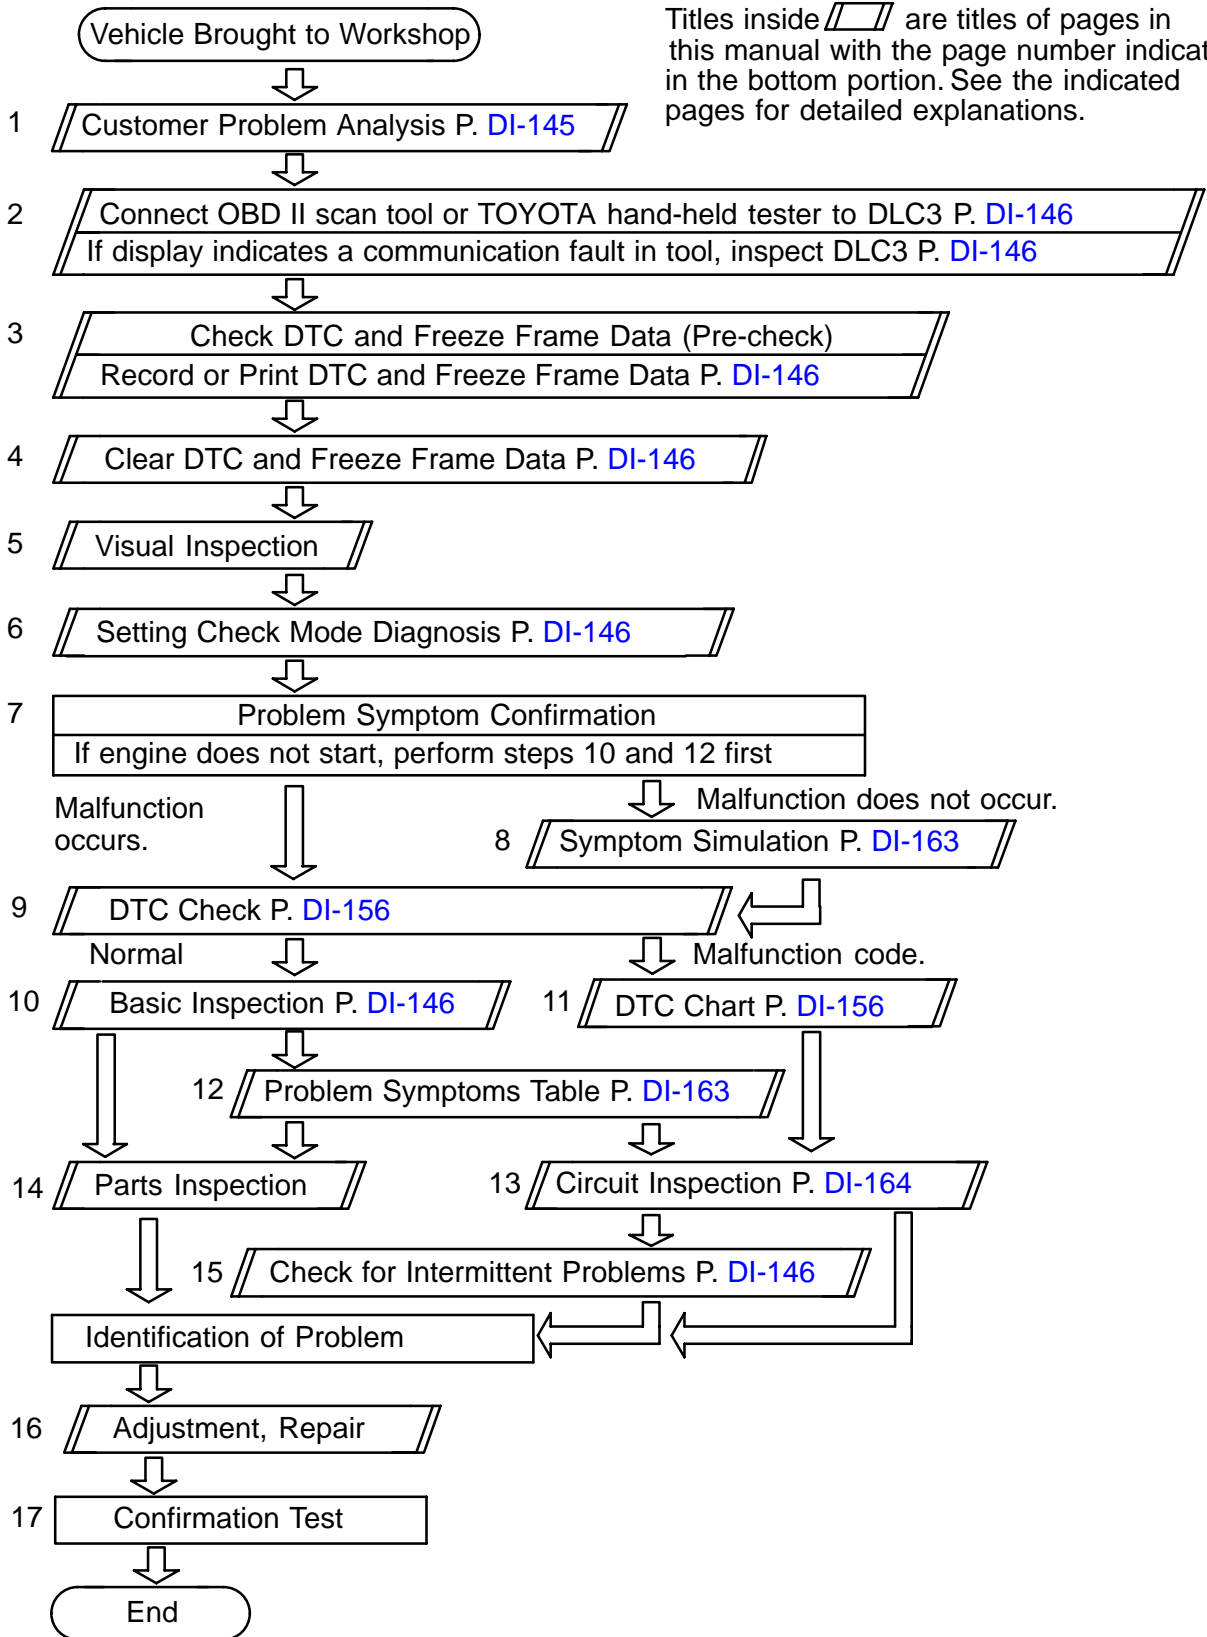 Vehicle Brought to Workshop
Titles inside are titles of pages in
this manual with the page number indicat
in the bottom portion. See the indicated
pages for detailed explanations.
1 Customer Problem Analysis P. DI-145
2 Connect OBD II scan tool or TOYOTA hand-held tester to DLC3 P. DI-146
If display indicates a communication fault in tool, inspect DLC3 P. DI-146
3 Check DTC and Freeze Frame Data (Pre-check)
Record or Print DTC and Freeze Frame Data P. DI-146
4 Clear DTC and Freeze Frame Data P. DI-146
5 Visual Inspection
6 Setting Check Mode Diagnosis P. DI-146
7 Problem Symptom Confirmation
If engine does not start, perform steps 10 and 12 first
Malfunction
occurs.
Malfunction does not occur.
8 Symptom Simulation P. DI-163
9 DTC Check P. DI-156
Normal
Malfunction code.
10 Basic Inspection P. DI-146
11 DTC Chart P. DI-156
12 Problem Symptoms Table P. DI-163
14 Parts Inspection
13 Circuit Inspection P. DI-164
15 Check for Intermittent Problems P. DI-146
Identification of Problem
16 Adjustment, Repair
17 Confirmation Test
End